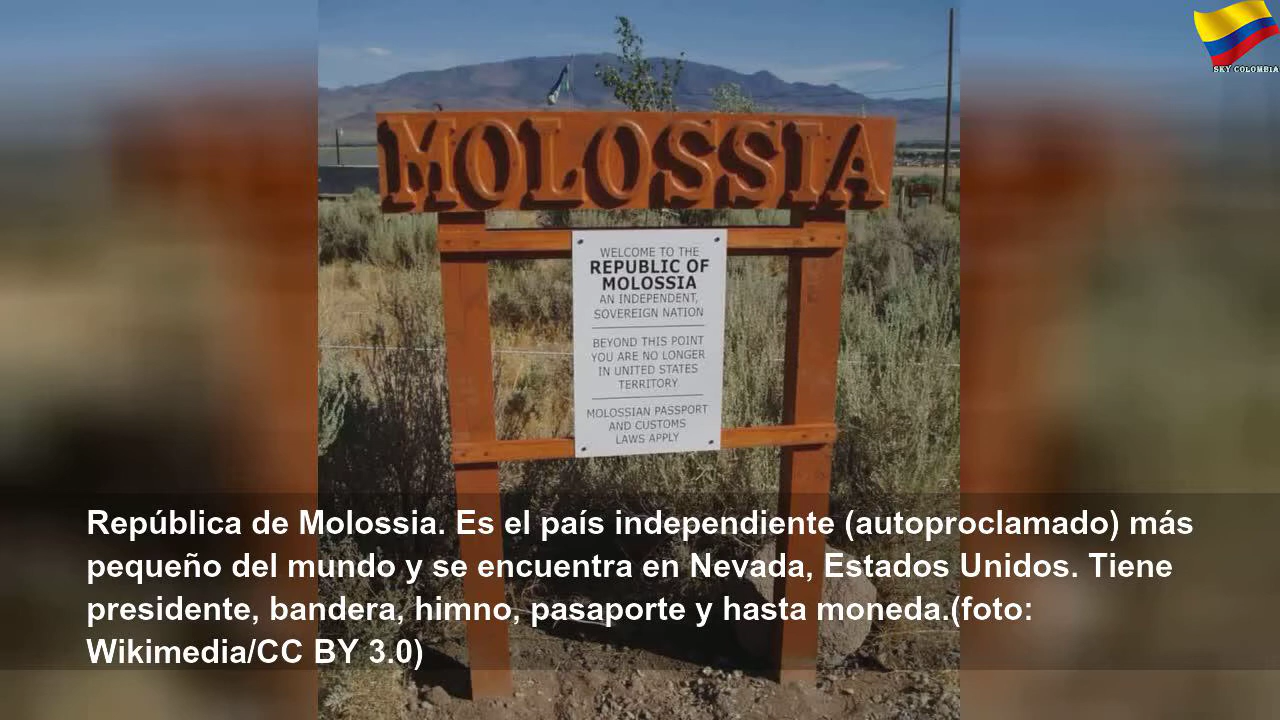 SKY COLOMBIA
MOLOSSIA
WELCOME TO THE
REPUBLIC OF
MOLOSSIA
AN INDEPENDENT,
SOVEREIGN NATION
BEYOND THIS POINT
YOU ARE NO LONGER
IN UNITED STATES
TERRITORY
MOLOSSIAN PASSPORT
AND CUSTOMS
LAWS APPLY
República de Molossia. Es el país independiente (autoproclamado) más
pequeño del mundo y se encuentra en Nevada, Estados Unidos. Tiene
presidente, bandera, himno, pasaporte y hasta moneda.(foto:
Wikimedia/CC BY 3.0)